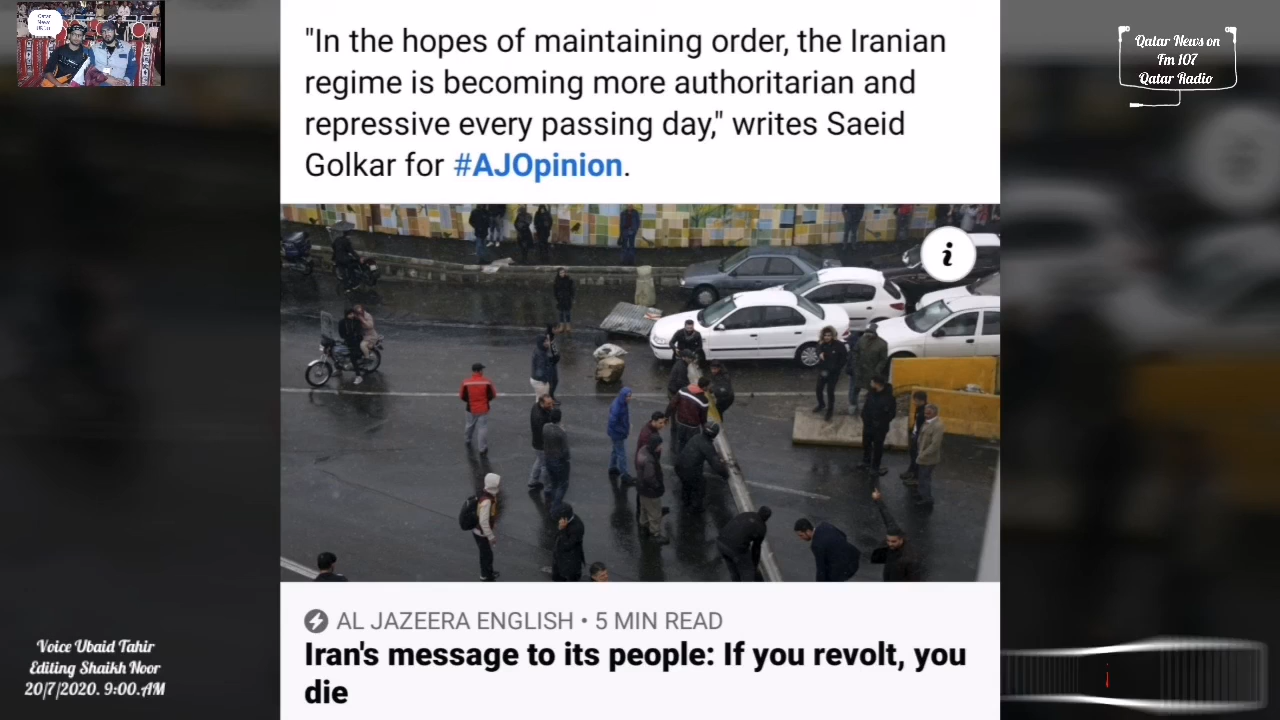 "In the hopes of maintaining order, the Iranian
regime is becoming more authoritarian and
repressive every passing day," writes Saeid
Golkar for #AJOpinion.
Qatar News on
Fm 107
Qatar Radio
i
AL JAZEERA ENGLISH • 5 MIN READ
Iran's message to its people: If you revolt, you
die
Voice Ubaid Tahir
Editing Shaikh Noor
20/7/2020. 9:00.AM